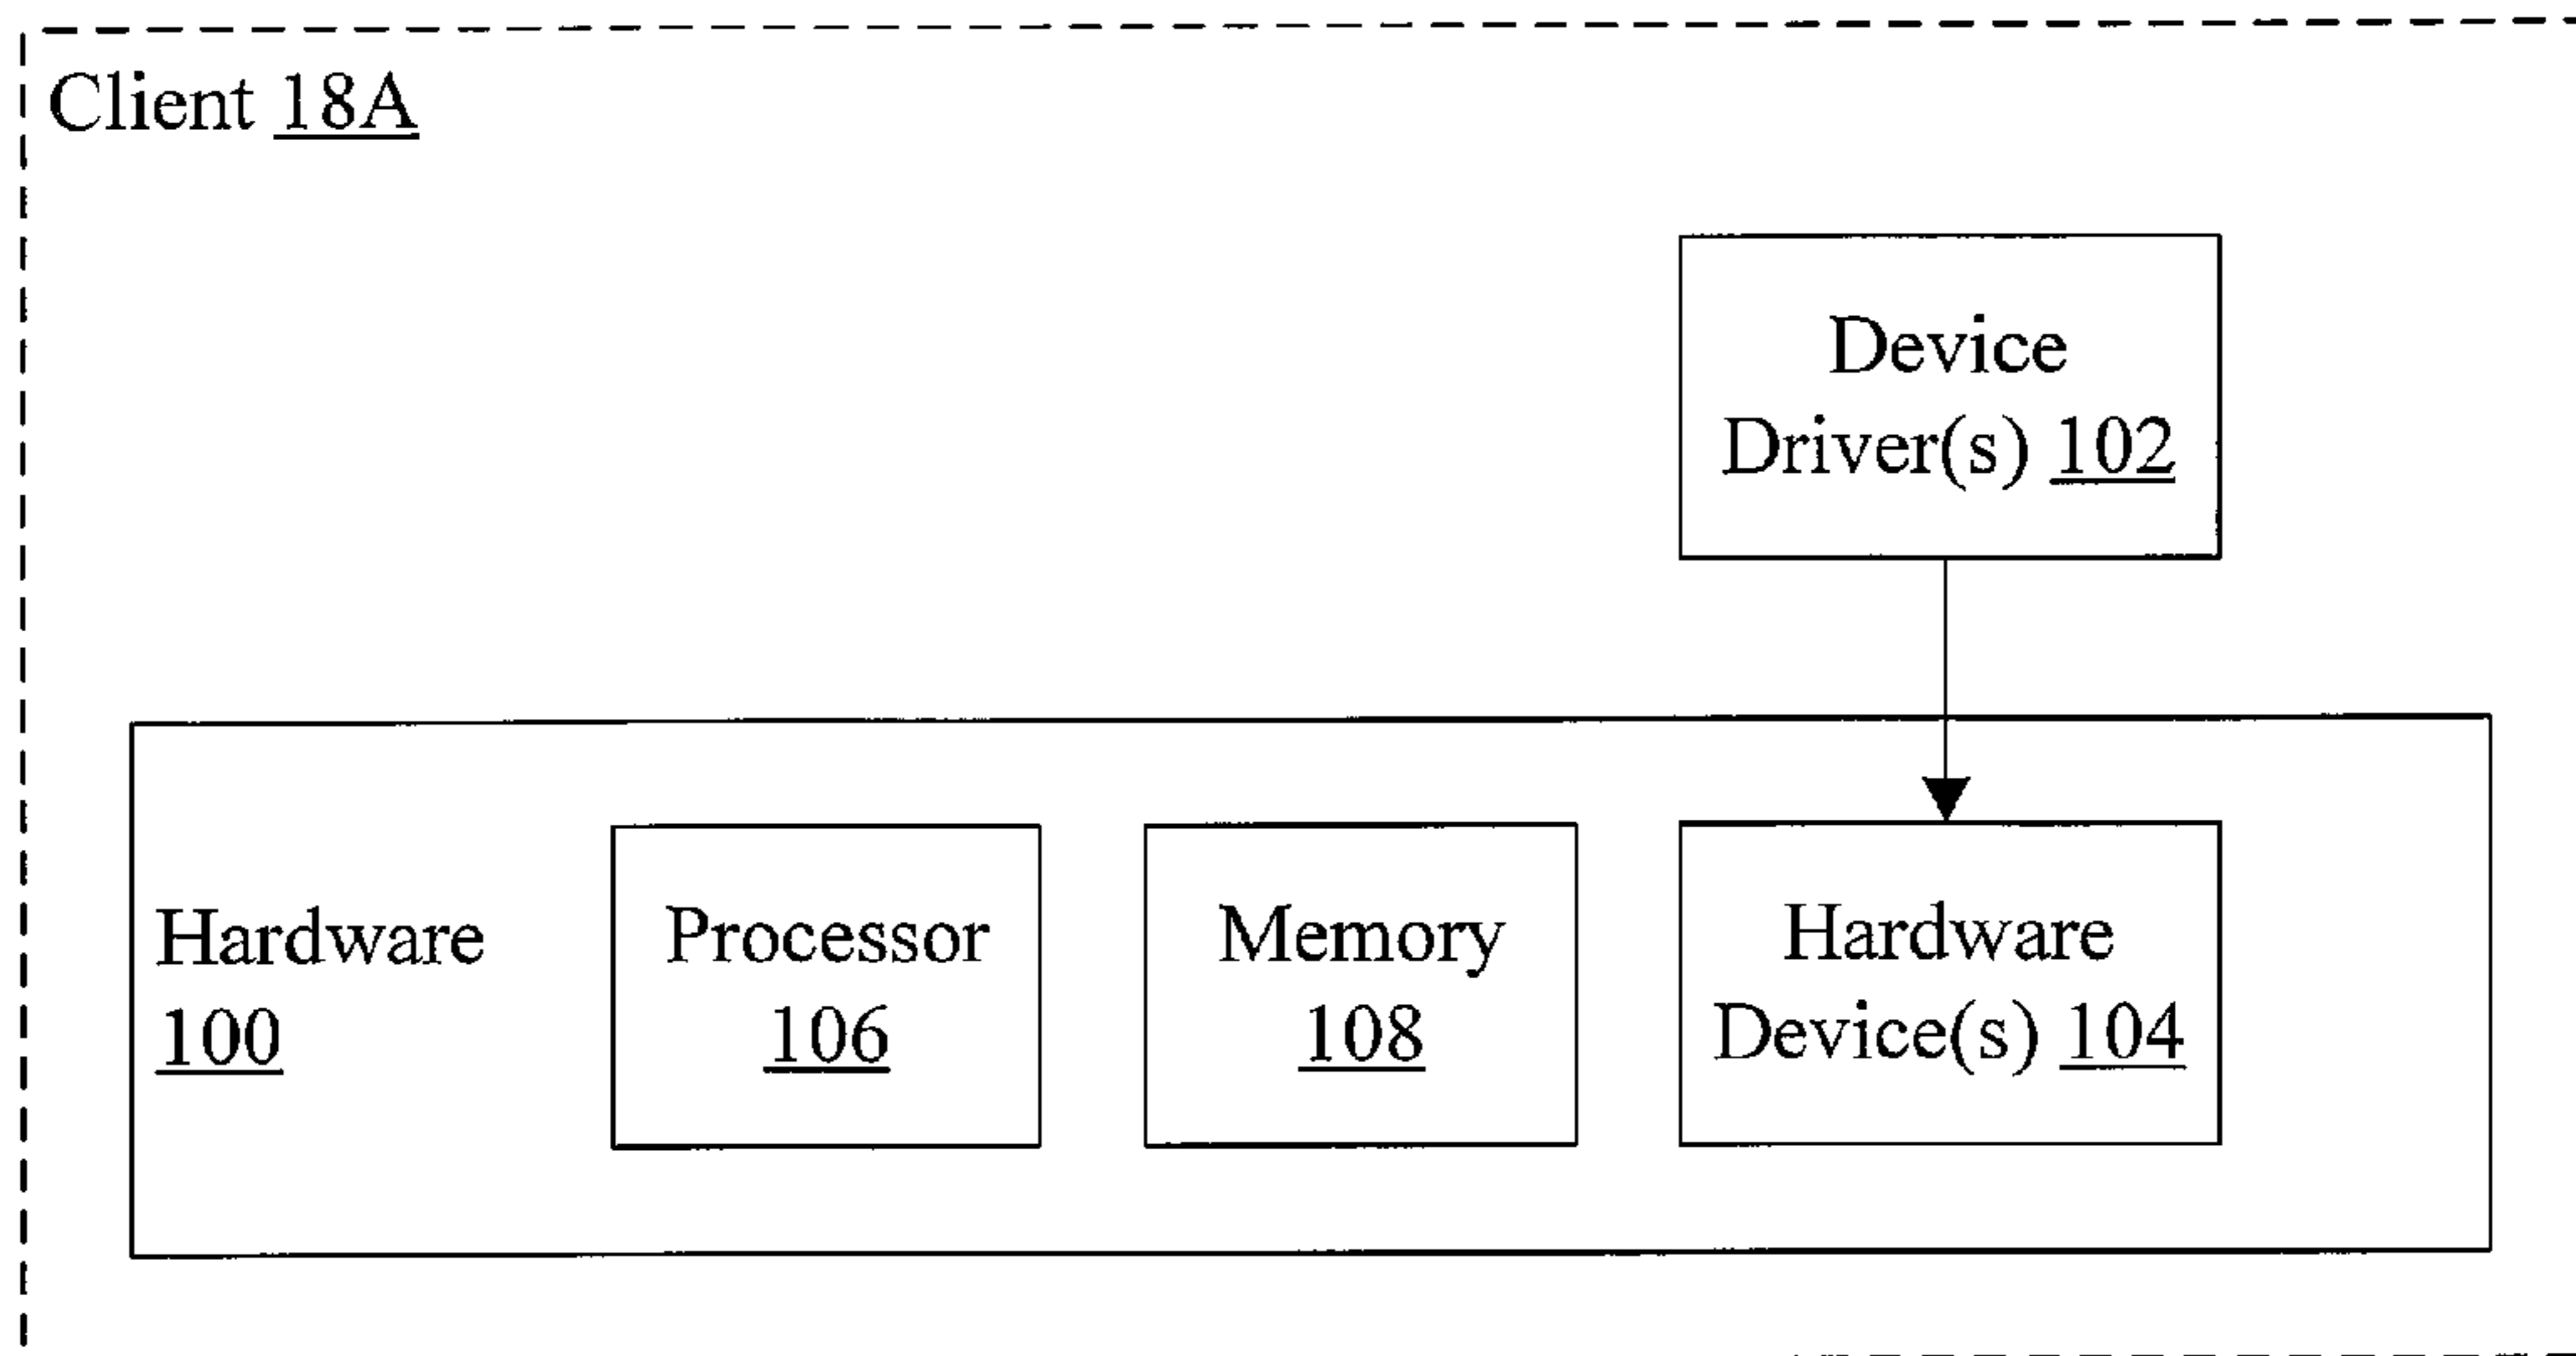 Client 18A
Device
Driver(s) 102
Hardware
100
Processor
106
Memory
108
Hardware
Device(s) 104